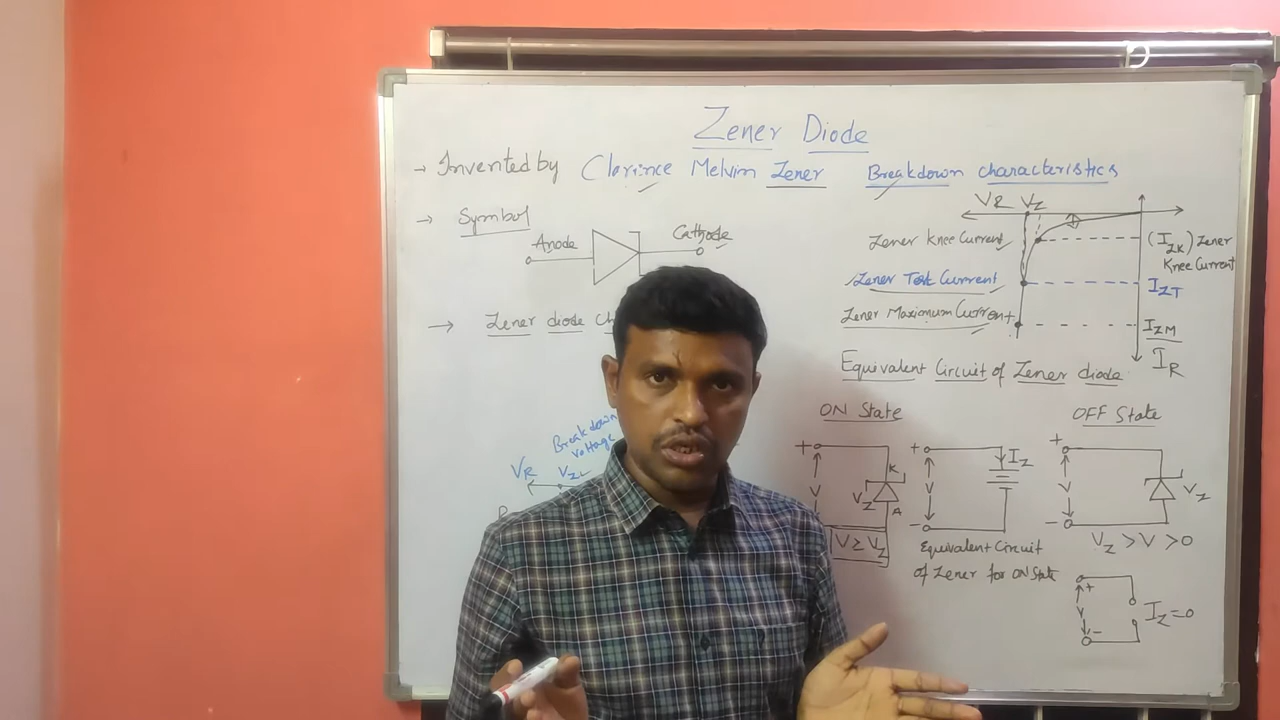 Zener Diode
→ Invented by Clarince Melvin Zener
→ Symbol
Anode
Cathode
→ Zener diode Ch
Breakdown
Voltage
VR
VZ
Breakdown characteristics
VR VZ
Zener Knee Current
(IZK) Zener
Knee Current
Zener Test Current
IZT
Zener Maximum Current
IZM
IR
Equivalent Circuit of Zener diode
ON State
OFF State
+
V
VZ
K
A
V ≥ VZ
+
V
-
IZ
Equivalent Circuit
of Zener for ON State
+
V
-
VZ
VZ > V > 0
+
V
-
IZ = 0